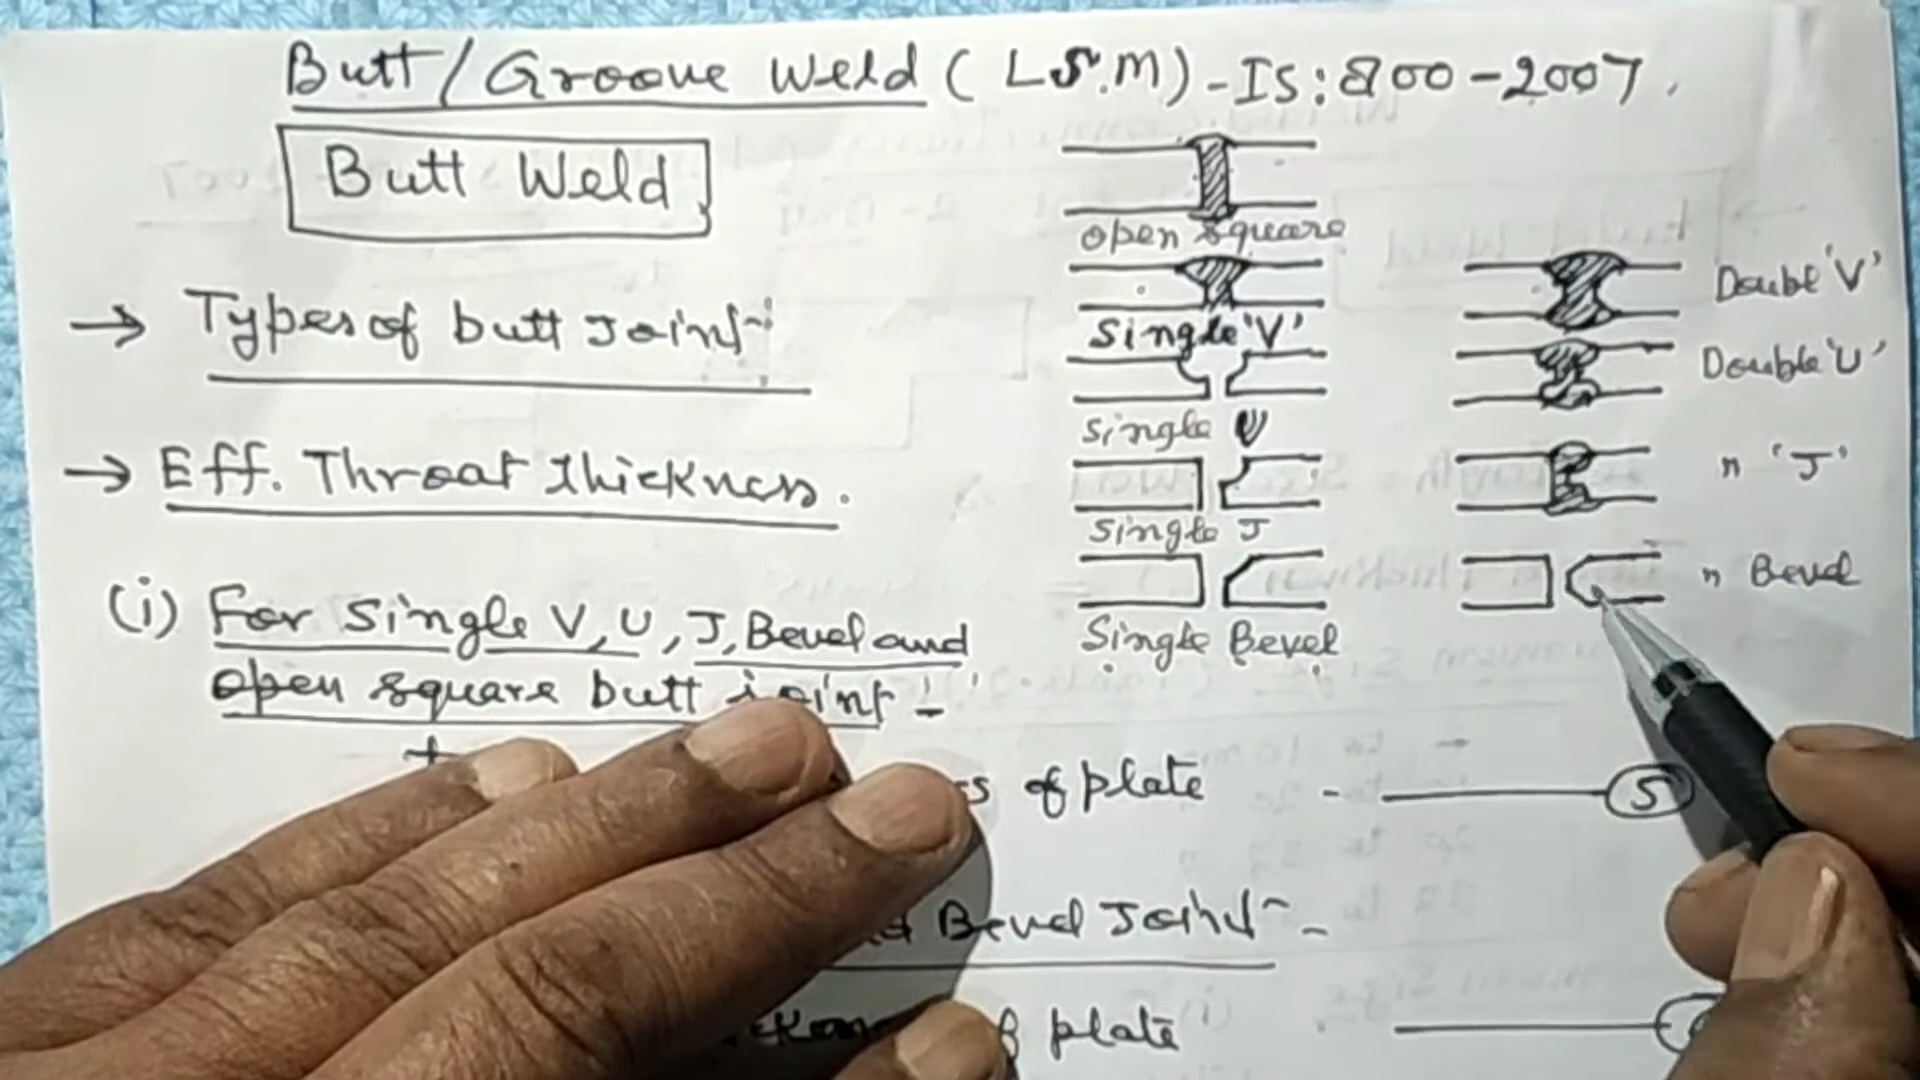 Butt/Groove Weld (L.S.M) - IS: 800-2007.
Butt Weld
open square
→ Types of butt Joint:
Single 'V'
Double 'V'
Single U
Double 'U'
→ Eff. Throat thickness.
Single J
" 'J'
(i) For Single V, U, J, Bevel and
open square butt joint :-
Single Bevel
" Bevel
of plate - 5
Bevel Joint -
of plate